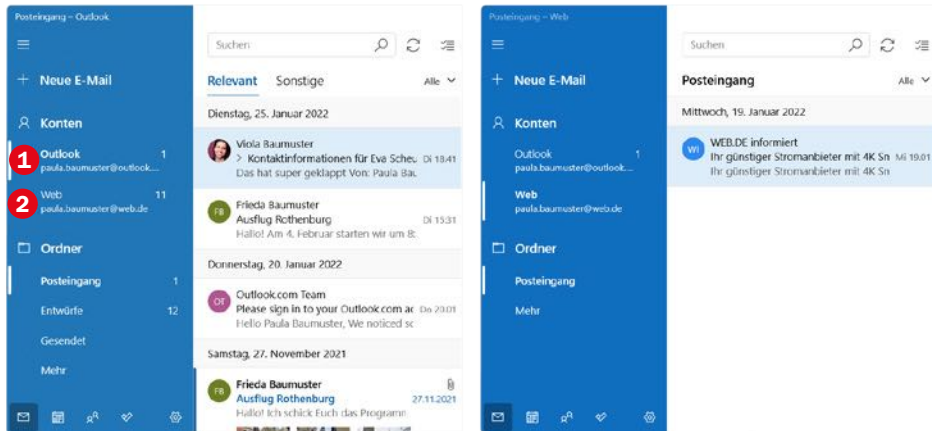 Posteingang – Outlook
Suchen
Neue E-Mail
Relevant Sonstige Alle
Konten
Dienstag, 25. Januar 2022
1
Outlook 1
paula.baumuster@outlook....
Viola Baumuster
> Kontaktinformationen für Eva Scheu Di 18:41
Das hat super geklappt Von: Paula Bau
2
Web 11
paula.baumuster@web.de
FB
Frieda Baumuster
Ausflug Rothenburg Di 15:31
Hallo! Am 4. Februar starten wir um 8:
Ordner
Donnerstag, 20. Januar 2022
Posteingang 1
OT
Outlook.com Team
Please sign in to your Outlook.com ac Do 20.01
Hello Paula Baumuster, We noticed sc
Entwürfe 12
Gesendet
Samstag, 27. November 2021
Mehr
FB
Frieda Baumuster
Ausflug Rothenburg 27.11.2021
Hallo! Ich schick Euch das Programm
Posteingang – Web
Suchen
Neue E-Mail
Posteingang Alle
Konten
Mittwoch, 19. Januar 2022
Outlook 1
paula.baumuster@outlook....
WI
WEB.DE informiert
Ihr günstiger Stromanbieter mit 4K Sn Mi 19.01
Ihr günstiger Stromanbieter mit 4K Sn
Web
paula.baumuster@web.de
Ordner
Posteingang
Mehr